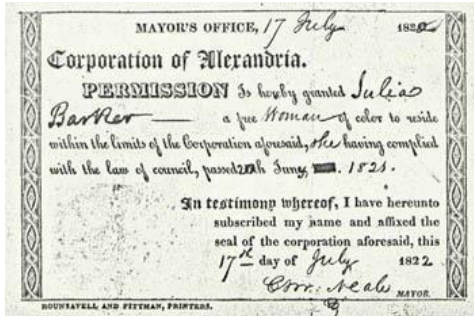 MAYOR'S OFFICE, 17 July 182
Corporation of Alexandria.
PERMISSION Is hereby granted Julia
Barker — a free Woman of color to reside
within the limits of the Corporation aforesaid, she having complied
with the law of council, passed 20th June, 1821.
In testimony whereof, I have hereunto
subscribed my name and affixed the
seal of the corporation aforesaid, this
17th day of July 1822
Chr: Neale MAYOR.
ROUNSAVELL AND PITTMAN, PRINTERS.